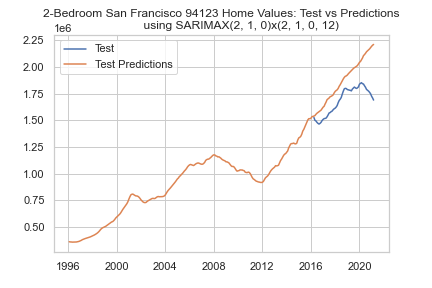 2-Bedroom San Francisco 94123 Home Values: Test vs Predictions
using SARIMAX(2, 1, 0)x(2, 1, 0, 12)
1e6
Test
Test Predictions
2.25
2.00
1.75
1.50
1.25
1.00
0.75
0.50
1996 2000 2004 2008 2012 2016 2020